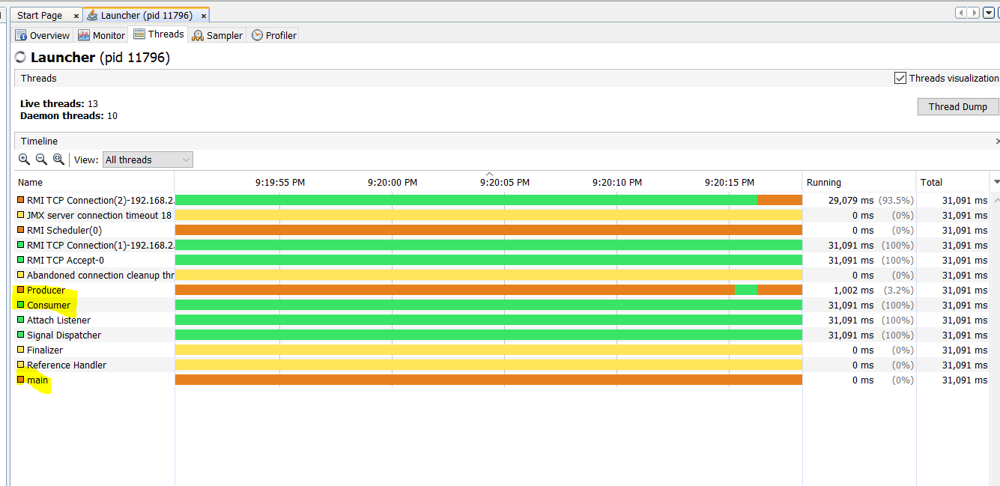 Start Page × Launcher (pid 11796) ×
Overview Monitor Threads Sampler Profiler
Launcher (pid 11796)
Threads Threads visualization
Live threads: 13
Daemon threads: 10
Thread Dump
Timeline ×
View: All threads
Name 9:19:55 PM 9:20:00 PM 9:20:05 PM 9:20:10 PM 9:20:15 PM Running Total
RMI TCP Connection(2)-192.168.2. 29,079 ms (93.5%) 31,091 ms
JMX server connection timeout 18 0 ms (0%) 31,091 ms
RMI Scheduler(0) 0 ms (0%) 31,091 ms
RMI TCP Connection(1)-192.168.2. 31,091 ms (100%) 31,091 ms
RMI TCP Accept-0 31,091 ms (100%) 31,091 ms
Abandoned connection cleanup thr 0 ms (0%) 31,091 ms
Producer 1,002 ms (3.2%) 31,091 ms
Consumer 31,091 ms (100%) 31,091 ms
Attach Listener 31,091 ms (100%) 31,091 ms
Signal Dispatcher 31,091 ms (100%) 31,091 ms
Finalizer 0 ms (0%) 31,091 ms
Reference Handler 0 ms (0%) 31,091 ms
main 0 ms (0%) 31,091 ms